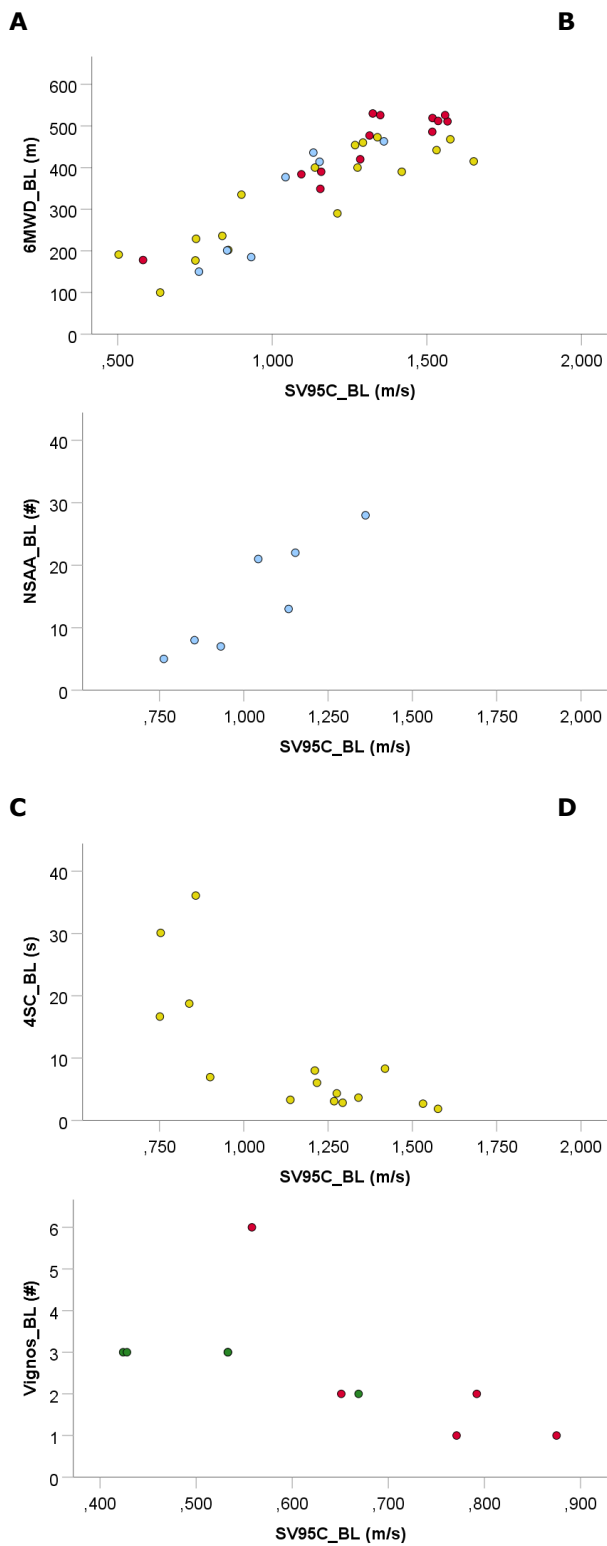 A B
600
500
400
300
200
100
0
6MWD_BL (m)
,500 1,000 1,500 2,000
SV95C_BL (m/s)
40
30
20
10
0
NSAA_BL (#)
,750 1,000 1,250 1,500 1,750 2,000
SV95C_BL (m/s)
C D
40
30
20
10
0
4SC_BL (s)
,750 1,000 1,250 1,500 1,750 2,000
SV95C_BL (m/s)
6
5
4
3
2
1
0
Vignos_BL (#)
,400 ,500 ,600 ,700 ,800 ,900
SV95C_BL (m/s)